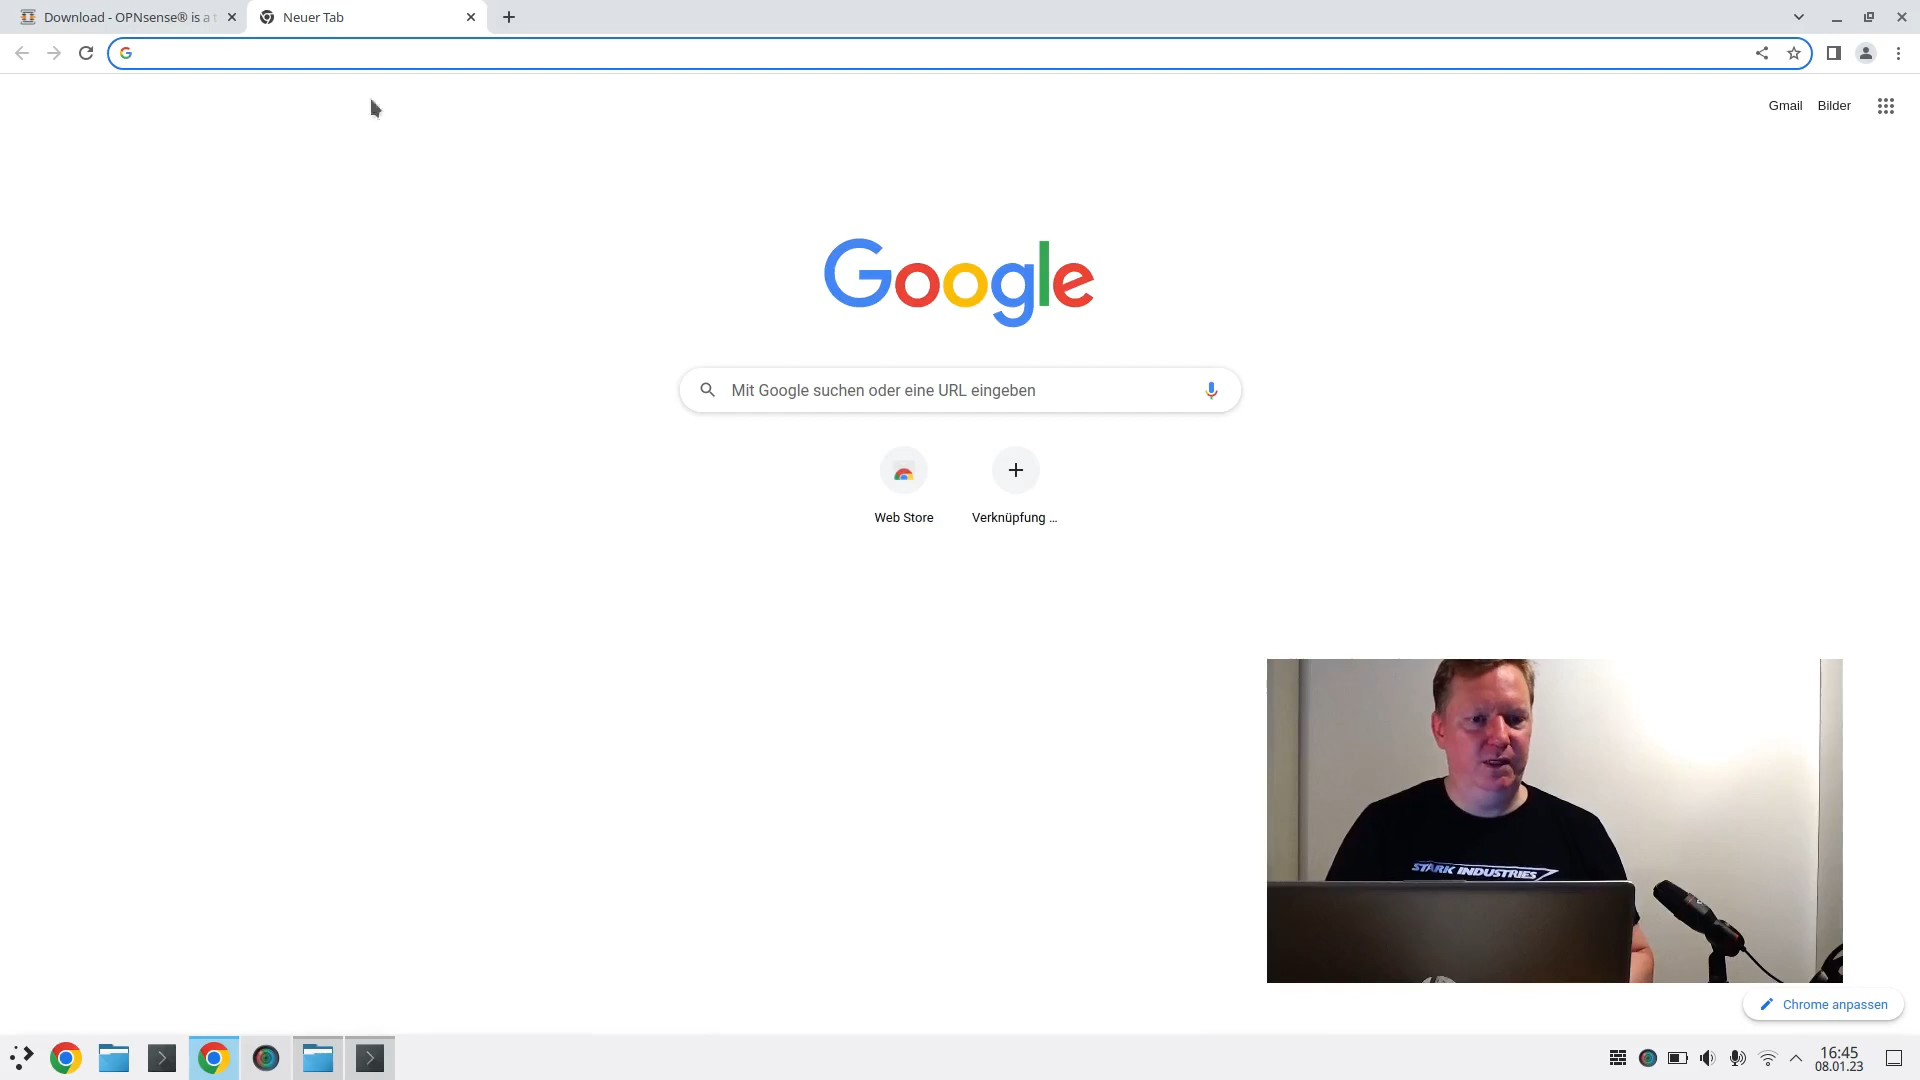 Download - OPNsense® is a t
Neuer Tab
Gmail
Bilder
Google
Mit Google suchen oder eine URL eingeben
Web Store
Verknüpfung ...
STARK INDUSTRIES
Chrome anpassen
16:45
08.01.23